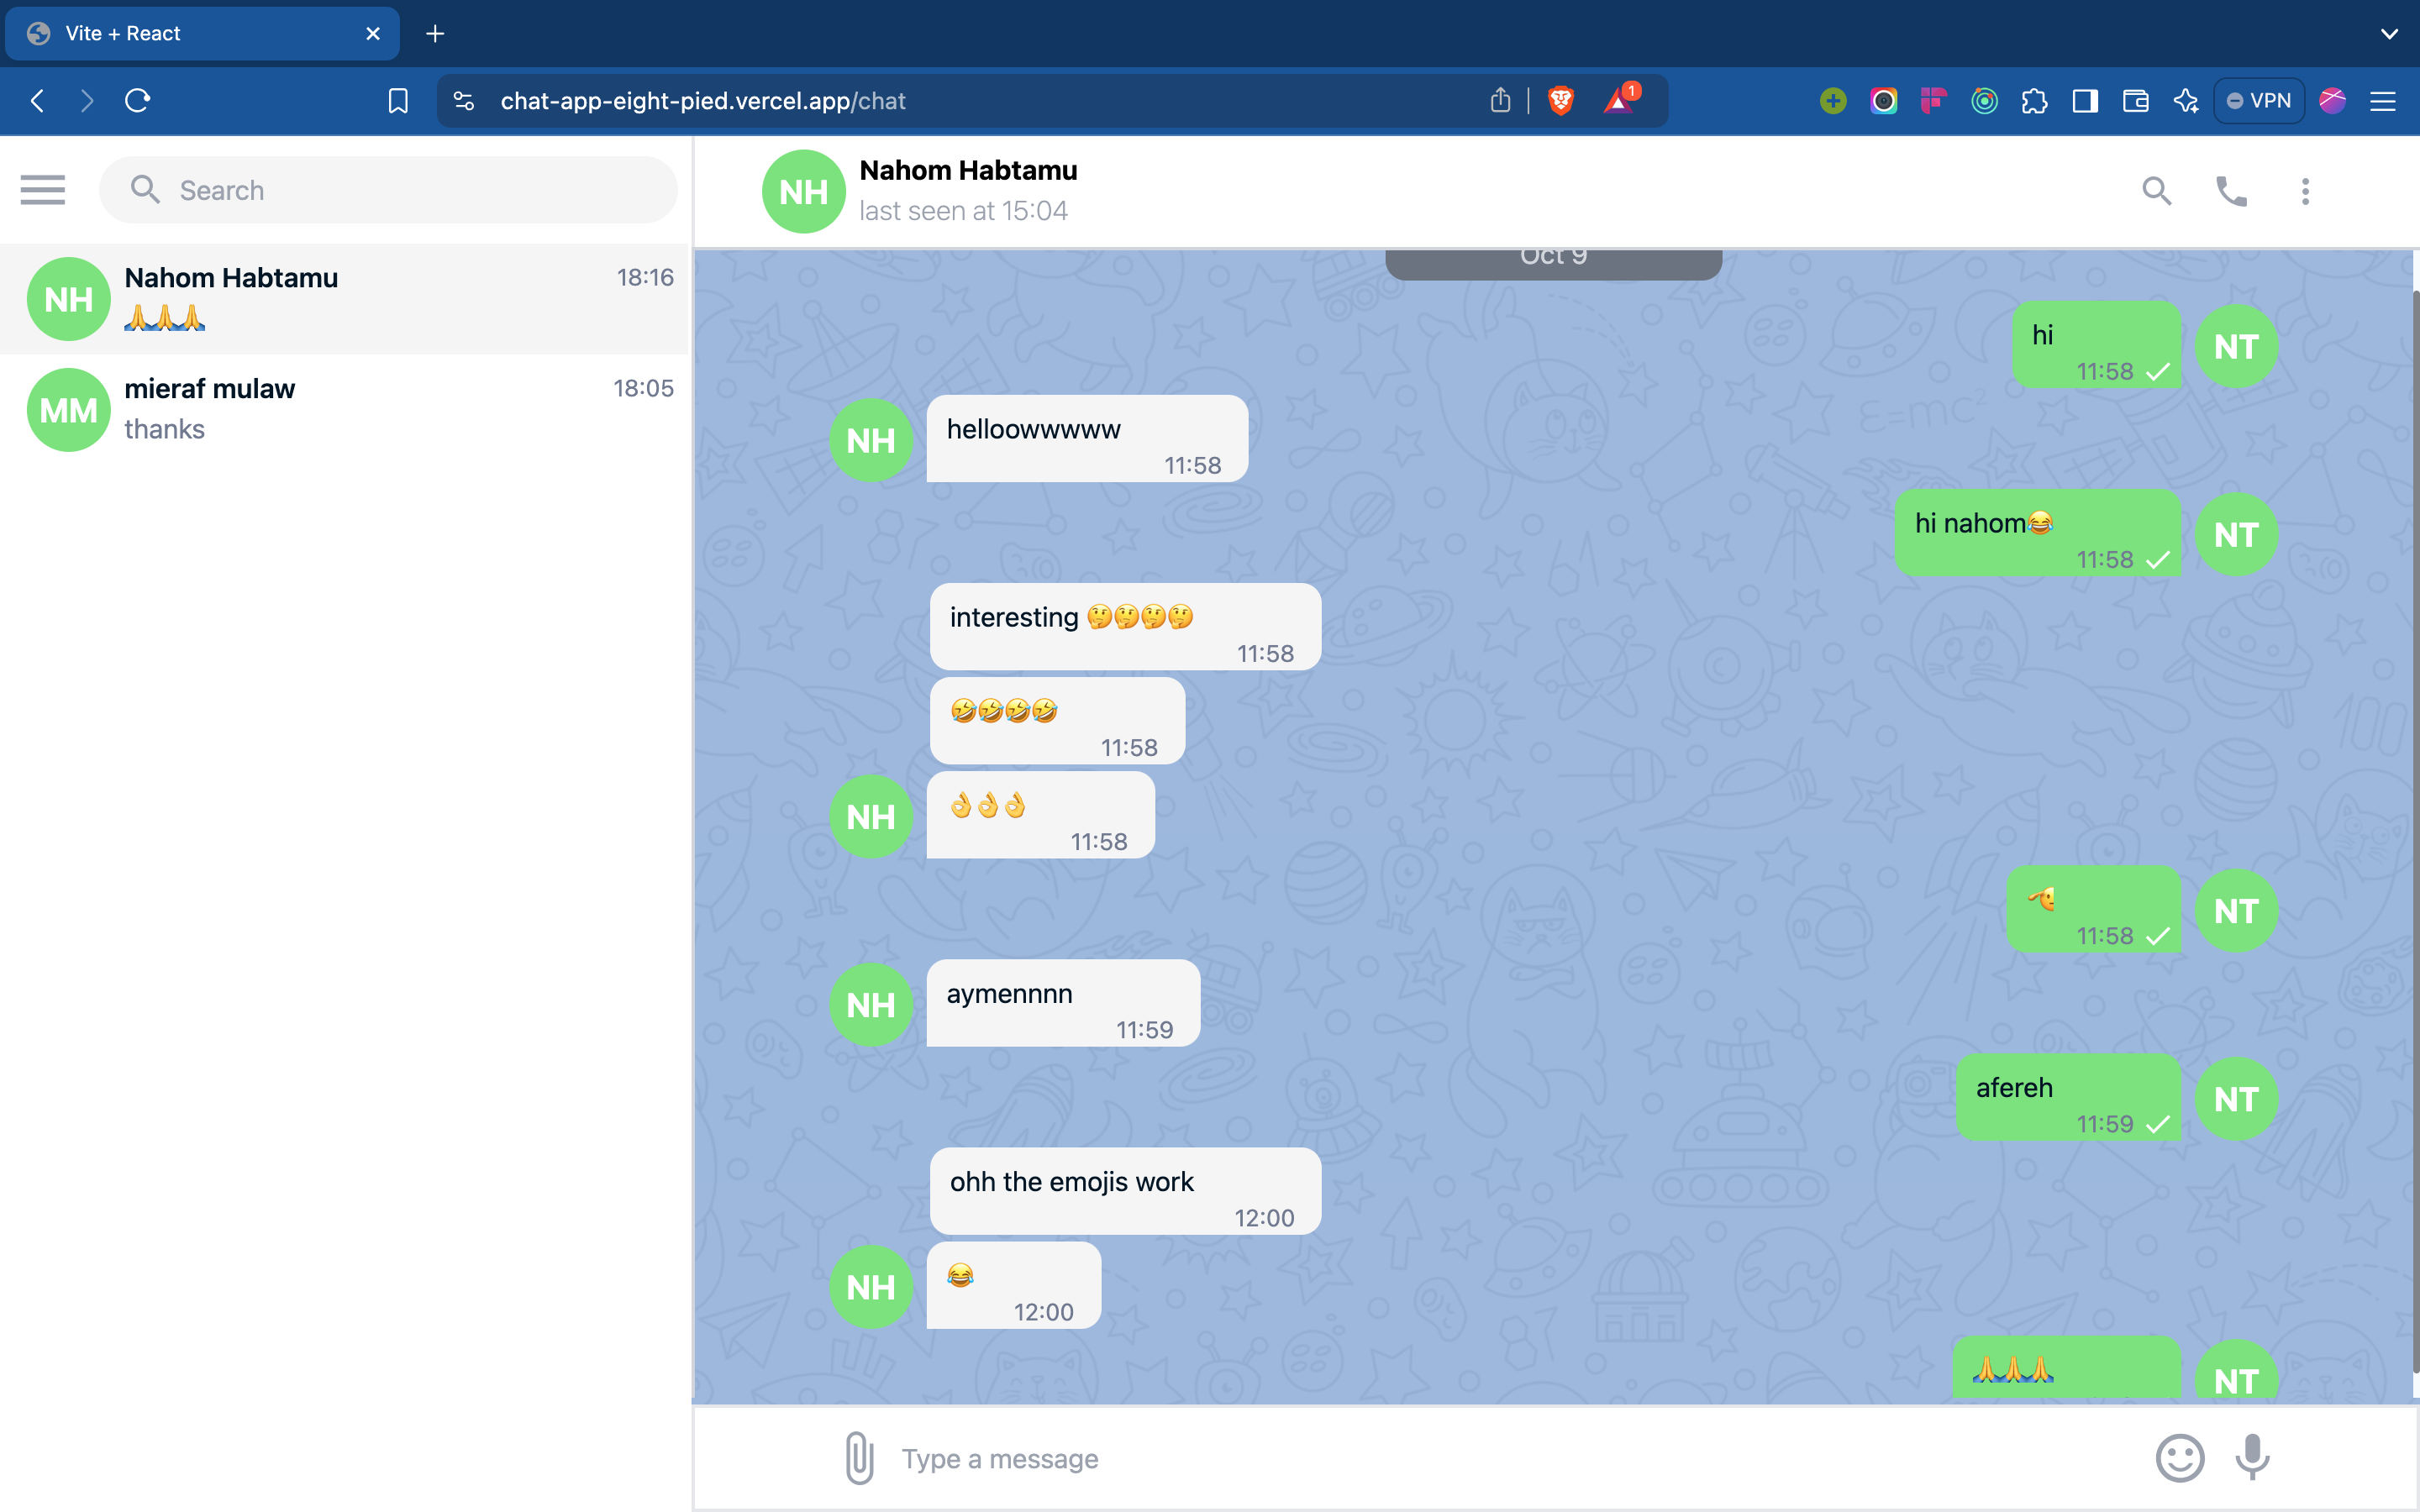 Vite + React
chat-app-eight-pied.vercel.app/chat
1
VPN
Search
NH
Nahom Habtamu
18:16
🙏🙏🙏
MM
mieraf mulaw
18:05
thanks
NH
Nahom Habtamu
last seen at 15:04
Oct 9
hi
11:58
NT
NH
helloowwwww
11:58
E=mc²
hi nahom😂
11:58
NT
interesting 🤔🤔🤔🤔
11:58
🤣🤣🤣🤣
11:58
NH
👌👌👌
11:58
🫡
11:58
NT
NH
aymennnn
11:59
afereh
11:59
NT
ohh the emojis work
12:00
NH
😂
12:00
🙏🙏🙏
NT
Type a message